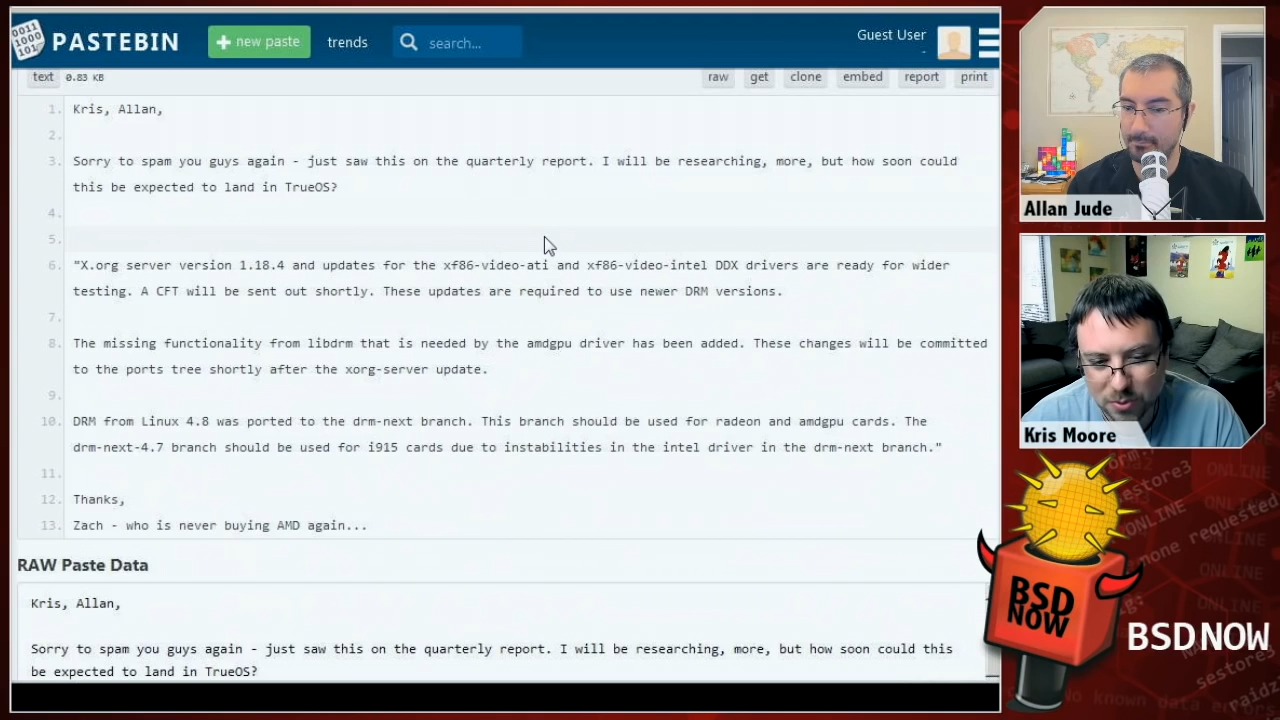 PASTEBIN
+ new paste
trends
search...
Guest User
-
text 0.83 KB
raw get clone embed report print
1. Kris, Allan,
2.
3. Sorry to spam you guys again - just saw this on the quarterly report. I will be researching, more, but how soon could
this be expected to land in TrueOS?
4.
5.
6. "X.org server version 1.18.4 and updates for the xf86-video-ati and xf86-video-intel DDX drivers are ready for wider
testing. A CFT will be sent out shortly. These updates are required to use newer DRM versions.
7.
8. The missing functionality from libdrm that is needed by the amdgpu driver has been added. These changes will be committed
to the ports tree shortly after the xorg-server update.
9.
10. DRM from Linux 4.8 was ported to the drm-next branch. This branch should be used for radeon and amdgpu cards. The
drm-next-4.7 branch should be used for i915 cards due to instabilities in the intel driver in the drm-next branch."
11.
12. Thanks,
13. Zach - who is never buying AMD again...
RAW Paste Data
Kris, Allan,
Sorry to spam you guys again - just saw this on the quarterly report. I will be researching, more, but how soon could this
be expected to land in TrueOS?
Allan Jude
Kris Moore
BSD
NOW
BSD NOW